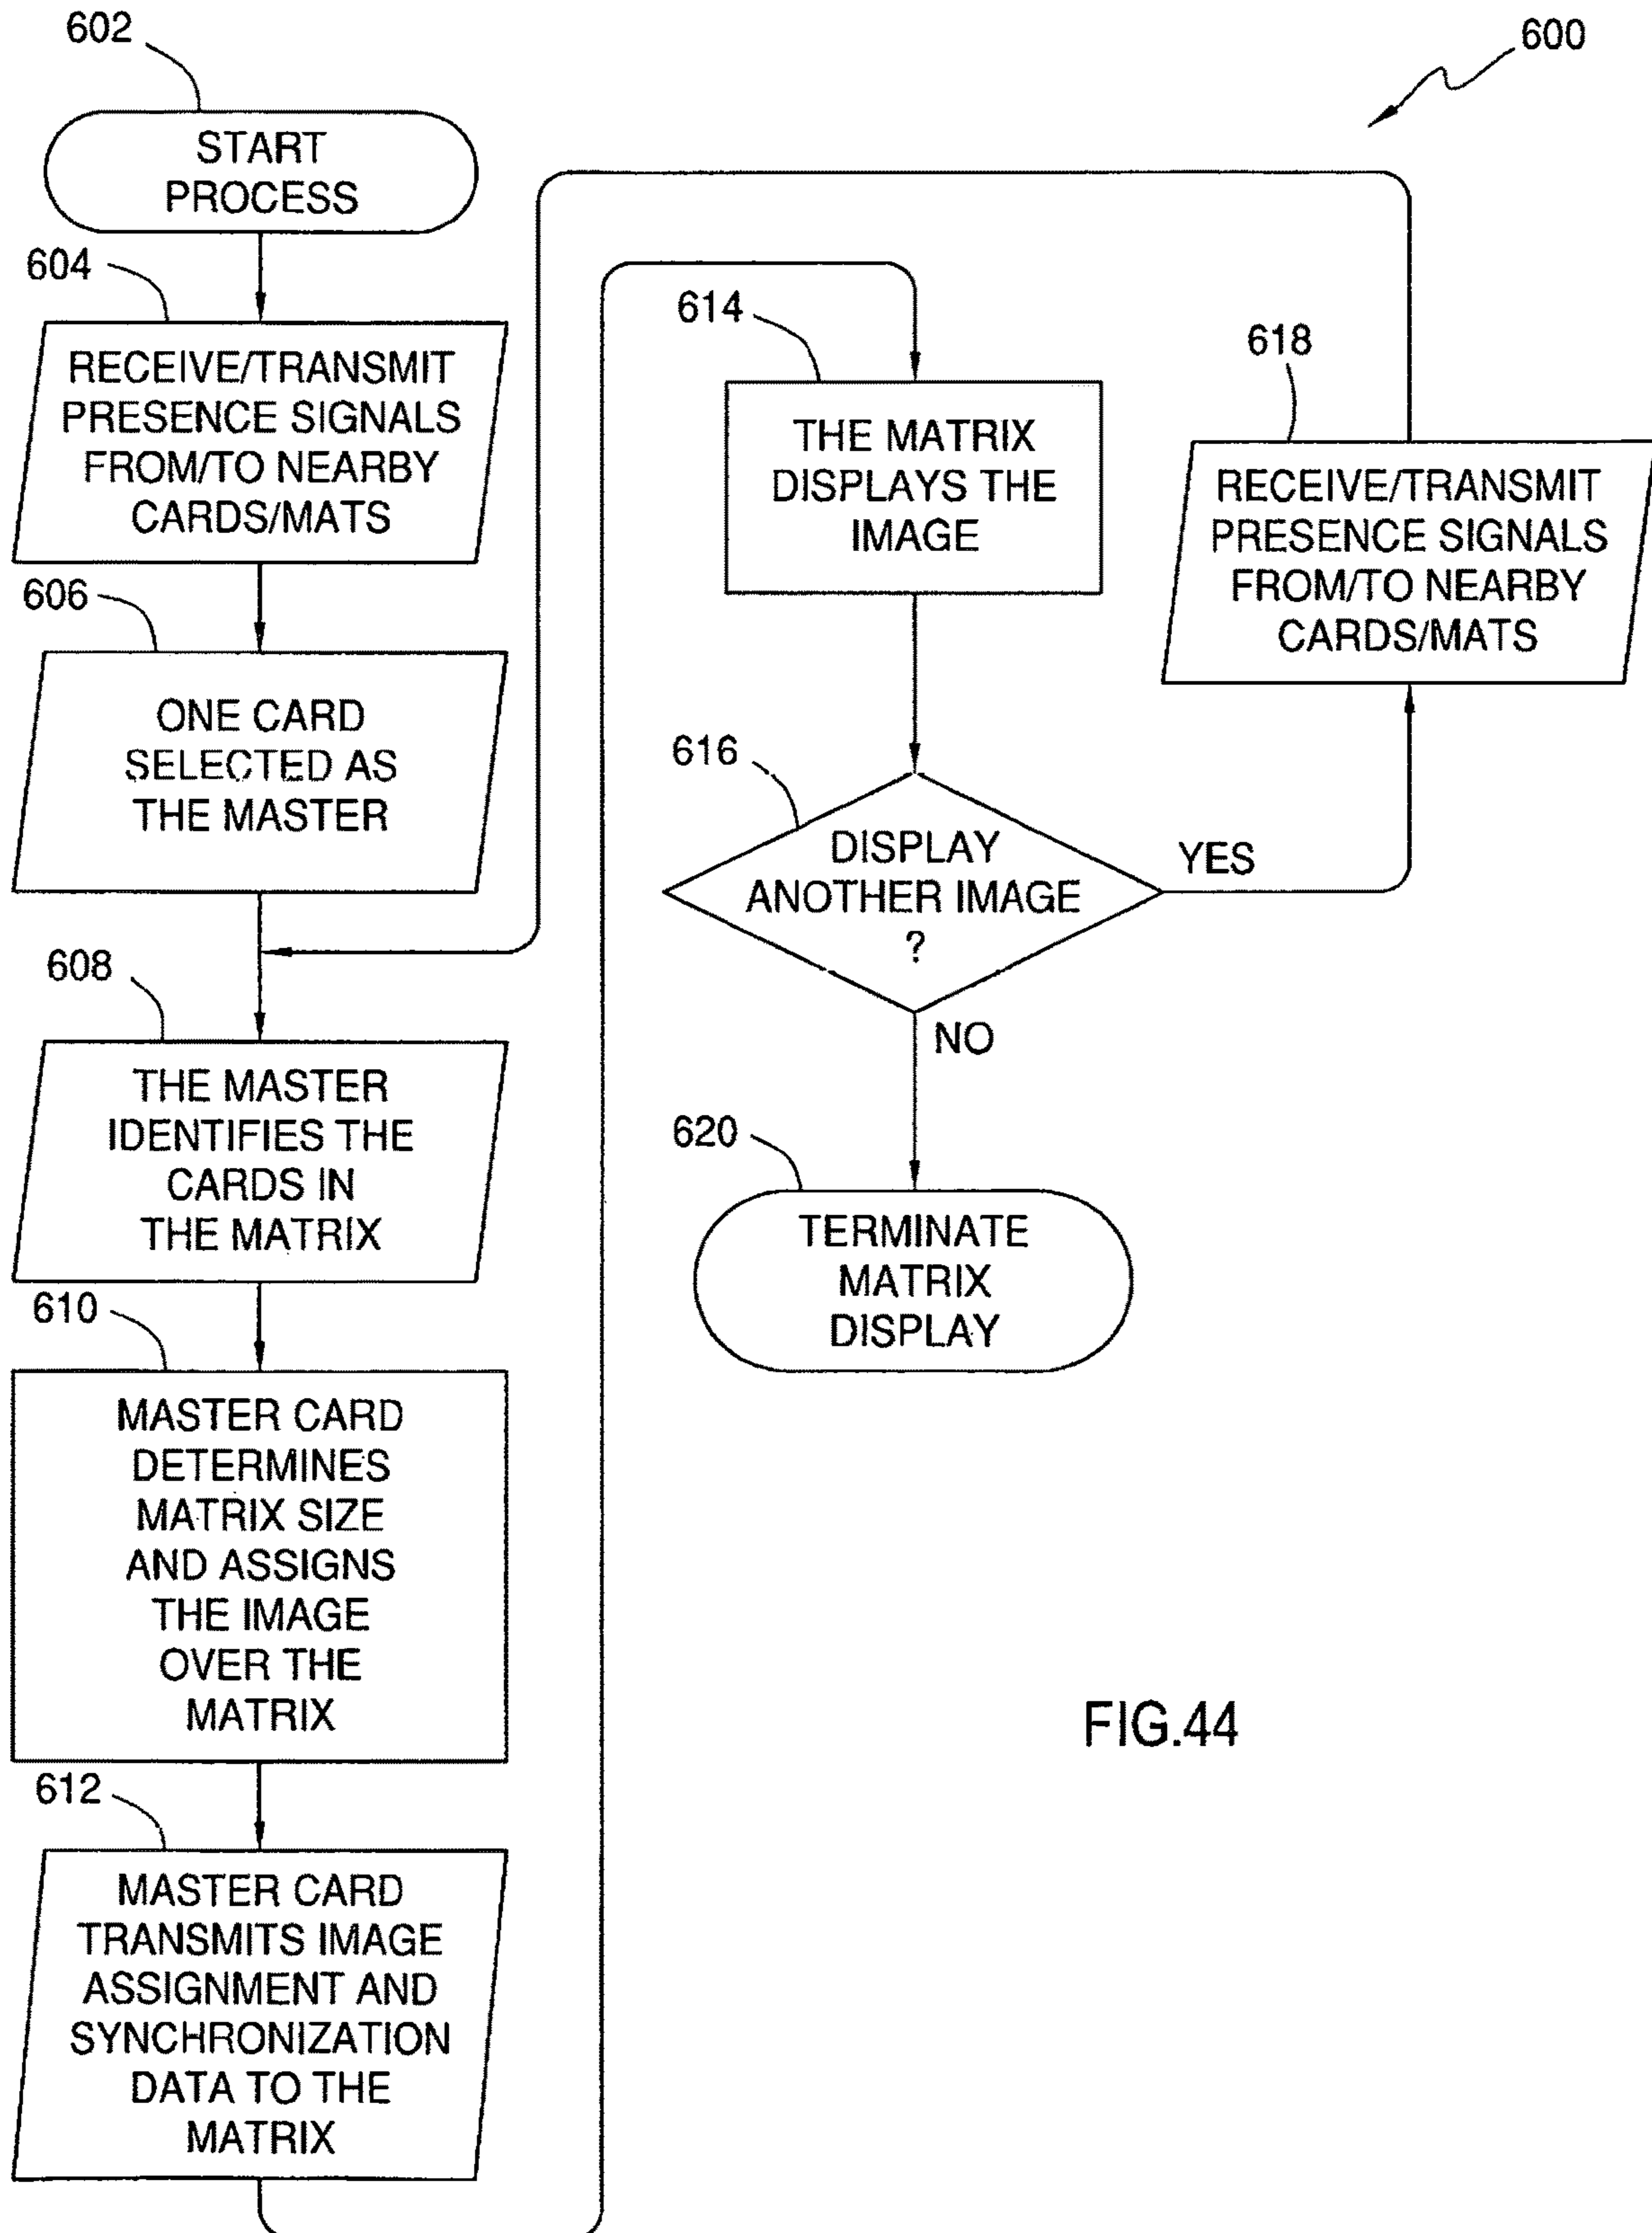 602
600
START
PROCESS
604
RECEIVE/TRANSMIT
PRESENCE SIGNALS
FROM/TO NEARBY
CARDS/MATS
606
ONE CARD
SELECTED AS
THE MASTER
608
THE MASTER
IDENTIFIES THE
CARDS IN
THE MATRIX
610
MASTER CARD
DETERMINES
MATRIX SIZE
AND ASSIGNS
THE IMAGE
OVER THE
MATRIX
612
MASTER CARD
TRANSMITS IMAGE
ASSIGNMENT AND
SYNCHRONIZATION
DATA TO THE
MATRIX
614
THE MATRIX
DISPLAYS THE
IMAGE
616
DISPLAY
ANOTHER IMAGE
?
YES
NO
618
RECEIVE/TRANSMIT
PRESENCE SIGNALS
FROM/TO NEARBY
CARDS/MATS
620
TERMINATE
MATRIX
DISPLAY
FIG.44